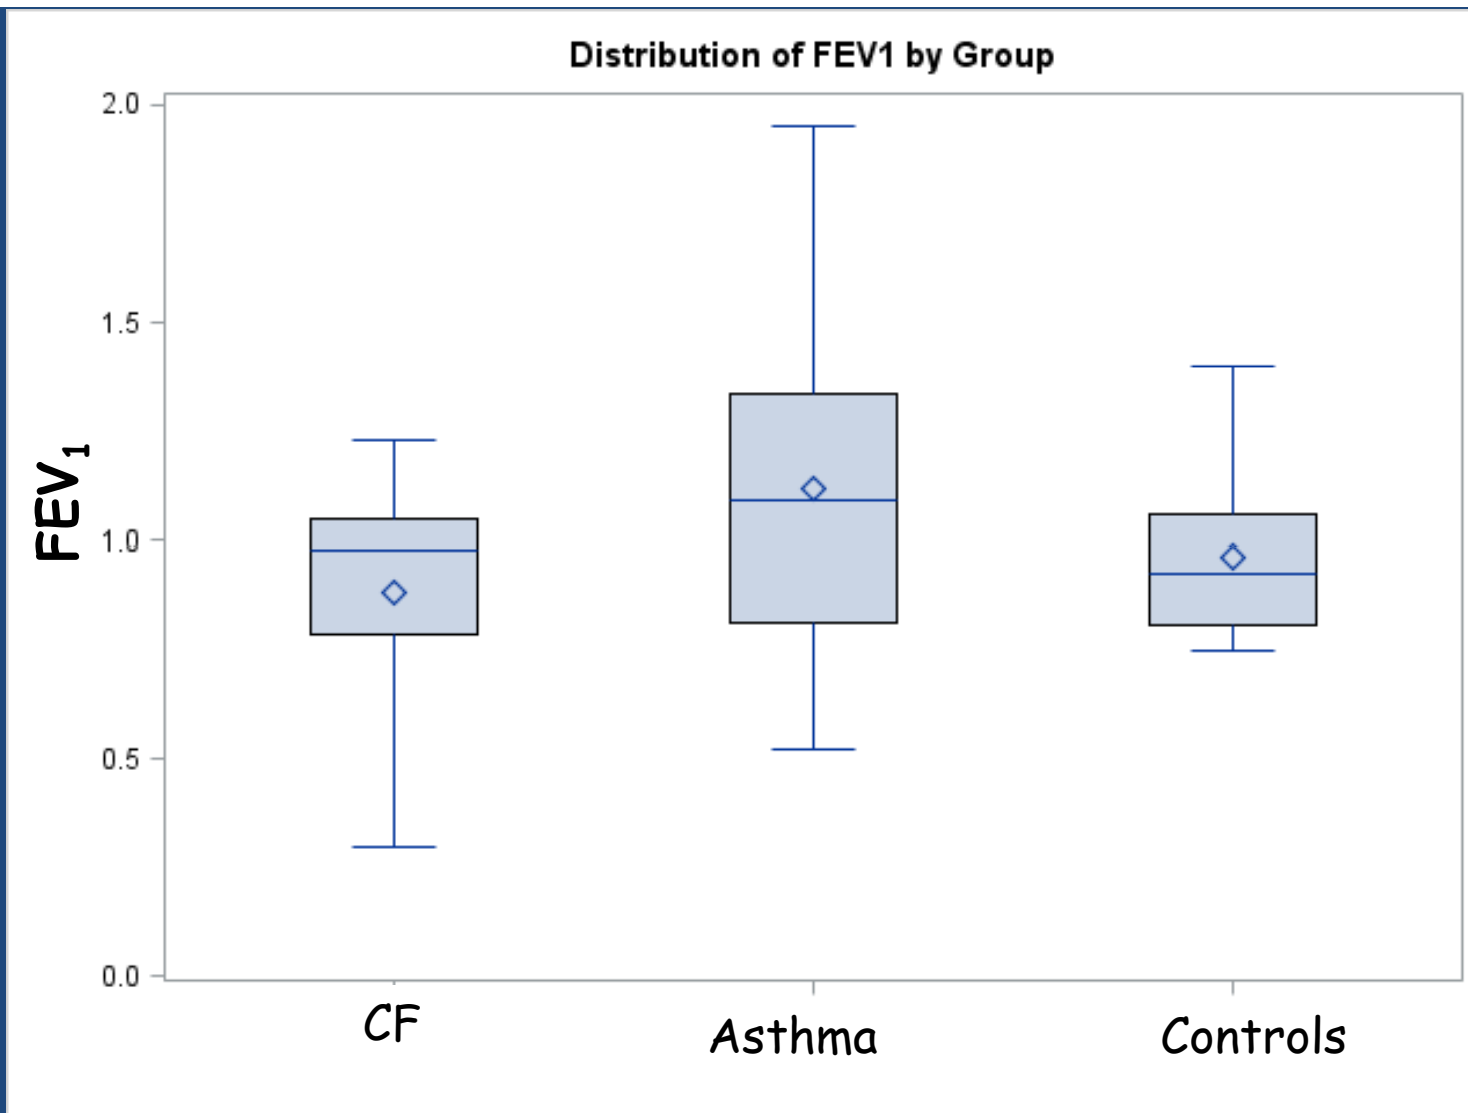 Distribution of FEV1 by Group
2.0
1.5
1.0
0.5
0.0
FEV₁
CF
Asthma
Controls